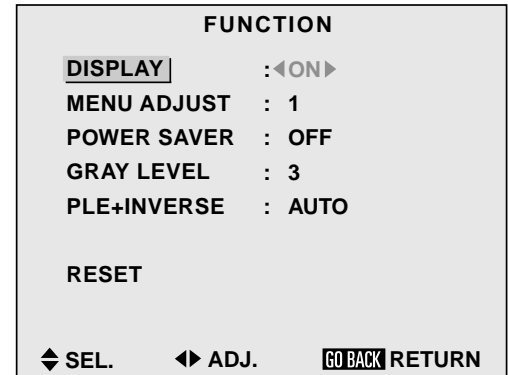 FUNCTION
DISPLAY :◀ON▶
MENU ADJUST : 1
POWER SAVER : OFF
GRAY LEVEL : 3
PLE+INVERSE : AUTO
RESET
SEL. ADJ. GO BACK RETURN